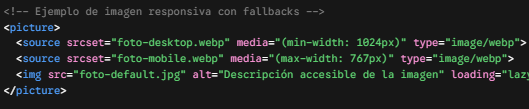 <!-- Ejemplo de imagen responsiva con fallbacks -->
<picture>
<source srcset="foto-desktop.webp" media="(min-width: 1024px)" type="image/webp">
<source srcset="foto-mobile.webp" media="(max-width: 767px)" type="image/webp">
<img src="foto-default.jpg" alt="Descripción accesible de la imagen" loading="lazy
</picture>